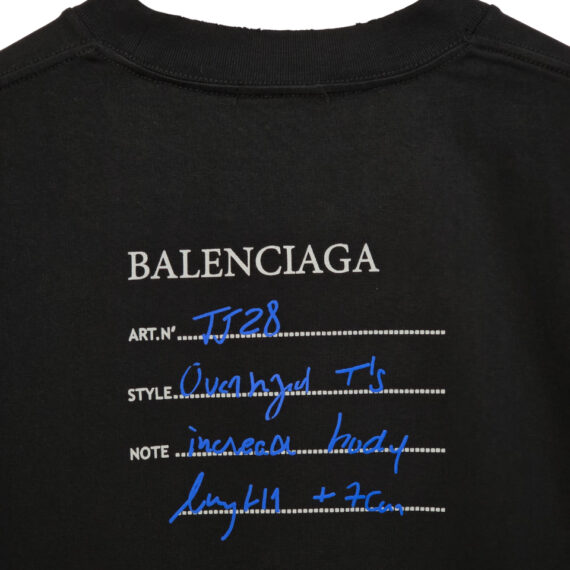 BALENCIAGA
ART.N° TJ28
STYLE Oversized T's
NOTE increase body
length + 7cm